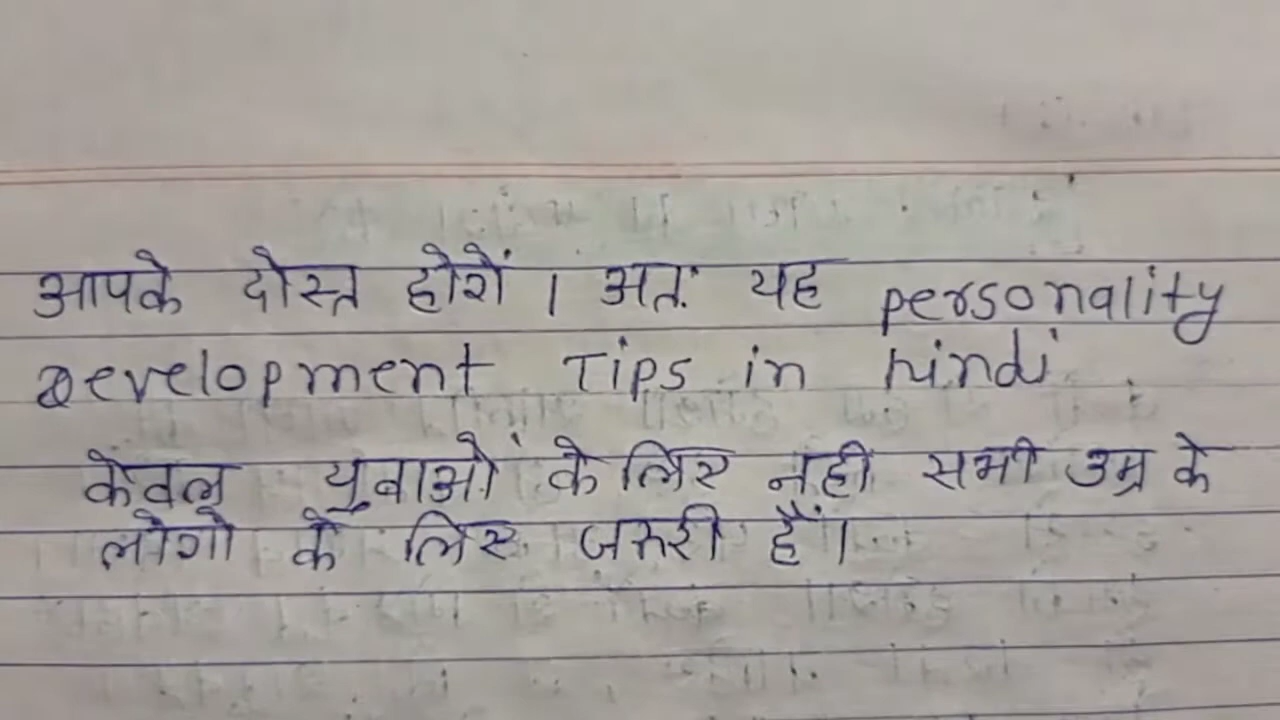 आपके दोस्त होगें । अतः यह personality
Development Tips in hindi
केवल युवाओं के लिए नही सभी उम्र के
लोगो के लिए जरुरी हैं।